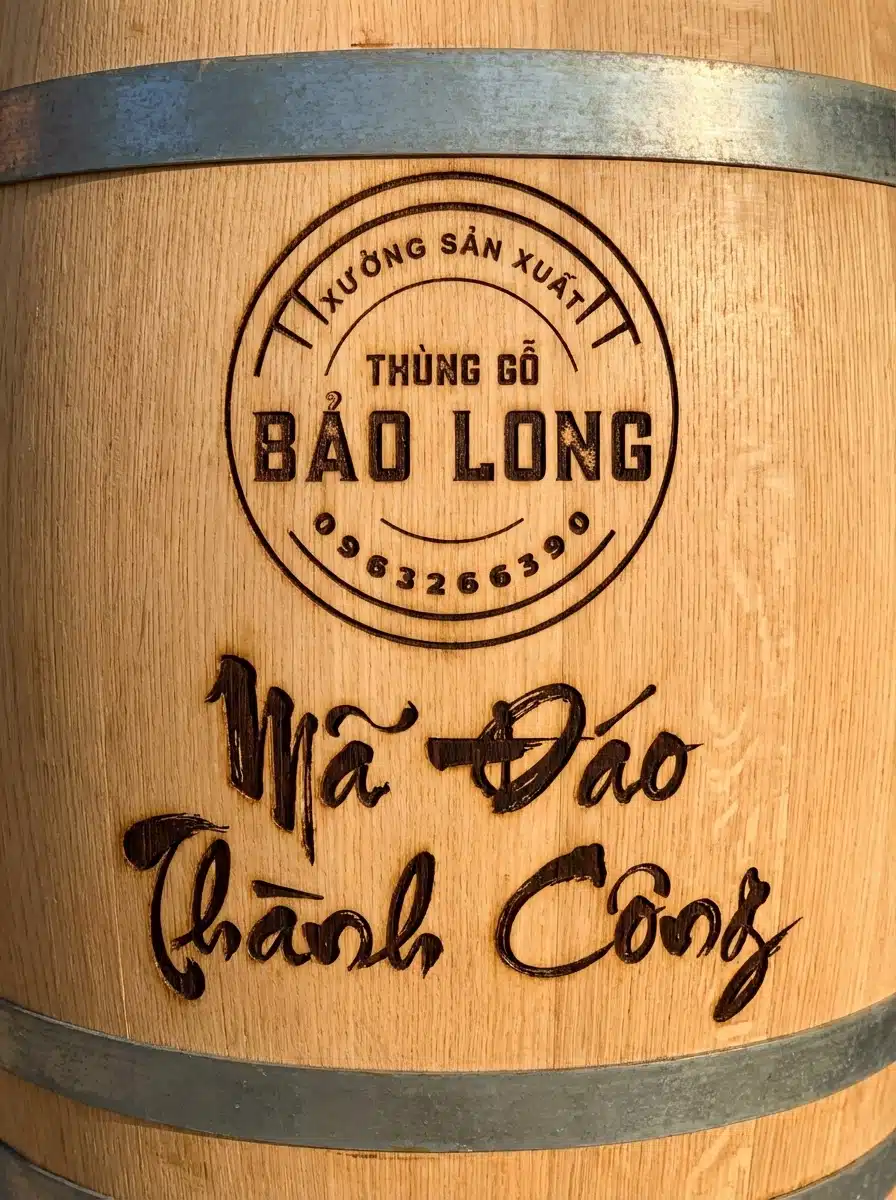 XƯỞNG SẢN XUẤT
THÙNG GỖ
BẢO LONG
0963266390
Mã Đáo
Thành Công